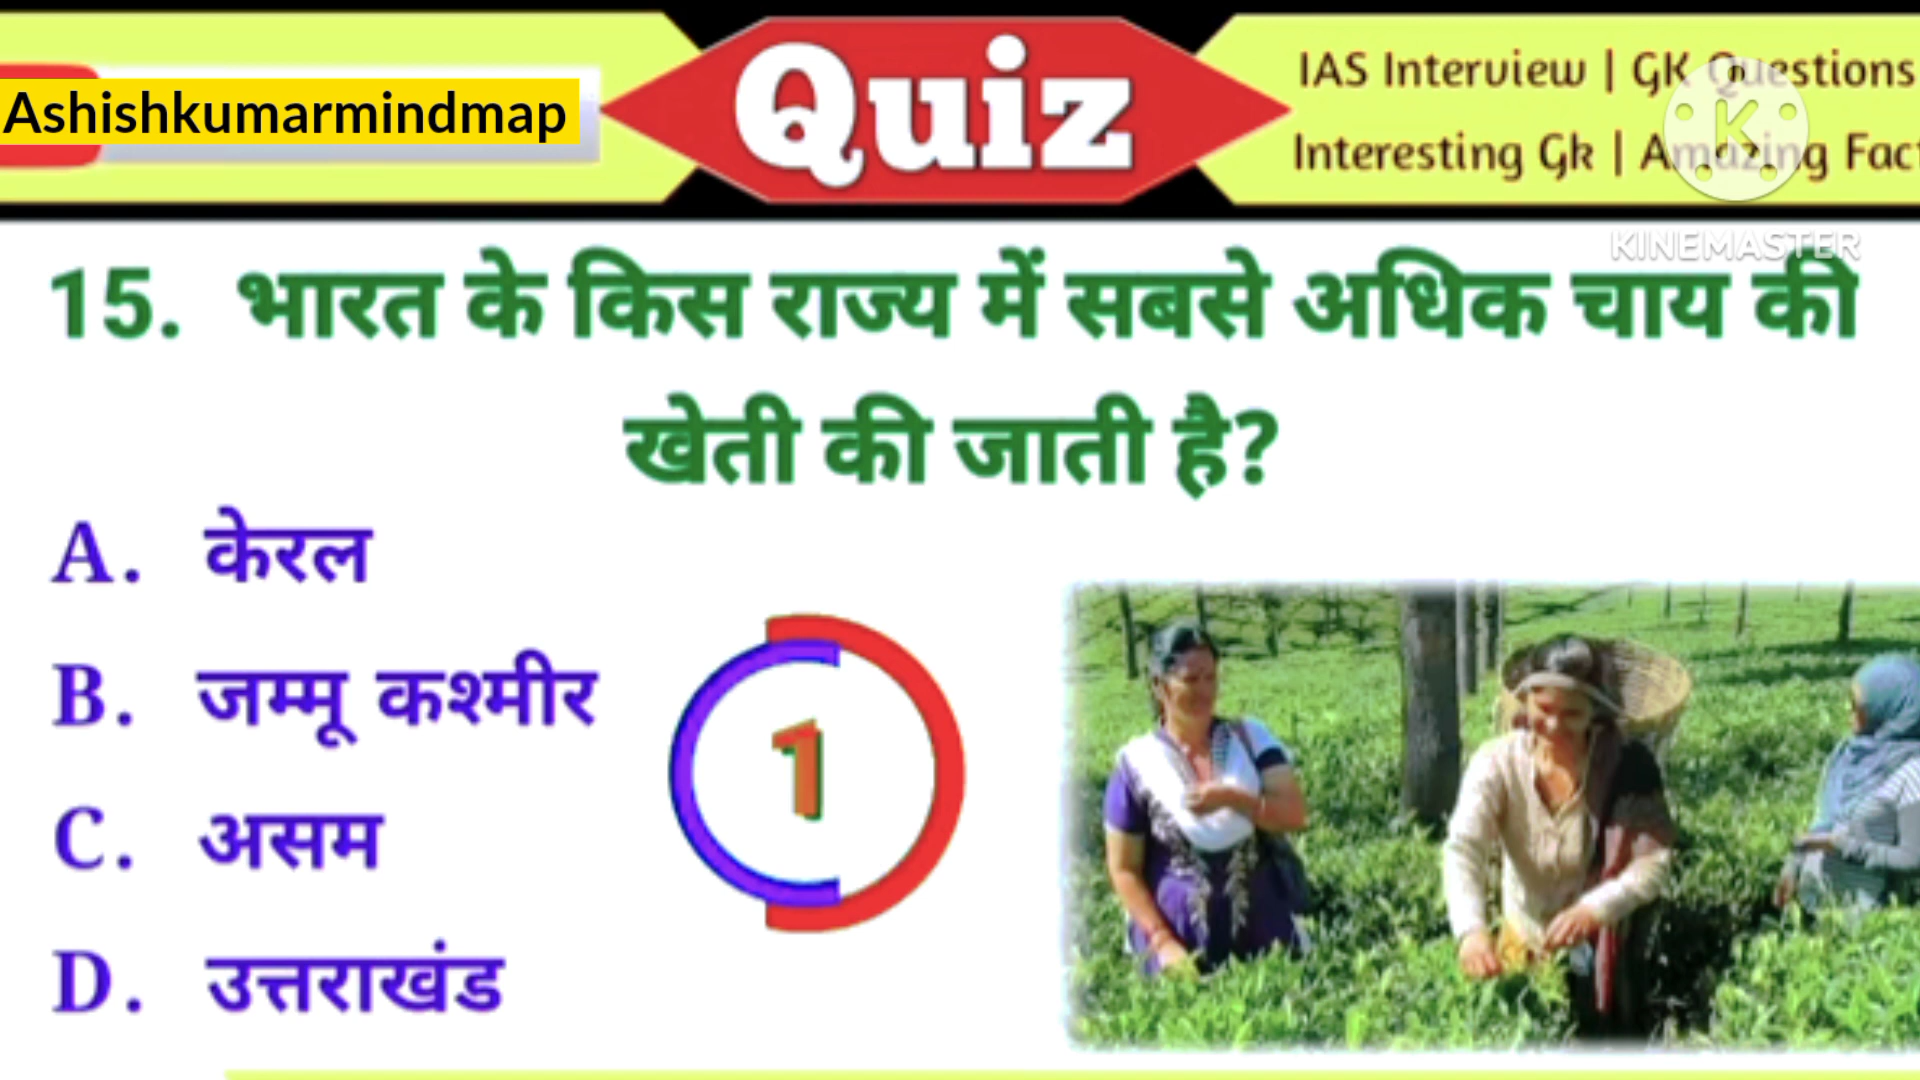 Ashishkumarmindmap
Quiz
IAS Interview | GK Questions
Interesting Gk | Amazing Fact
KINEMASTER
15. भारत के किस राज्य में सबसे अधिक चाय की
खेती की जाती है?
A. केरल
B. जम्मू कश्मीर
C. असम
D. उत्तराखंड
1